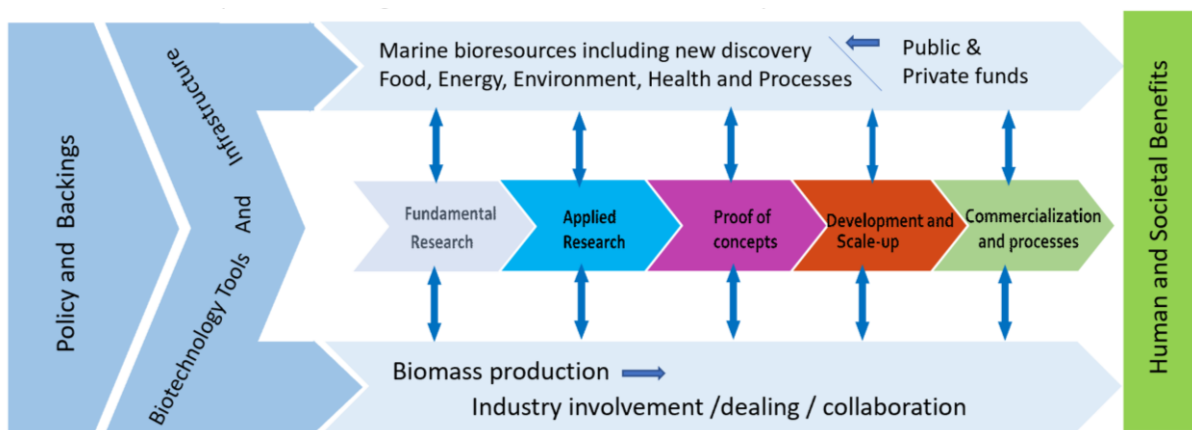 Policy and Backings
Biotechnology Tools And Infrastructure
Marine bioresources including new discovery
Food, Energy, Environment, Health and Processes
Public &
Private funds
Fundamental
Research
Applied
Research
Proof of
concepts
Development and
Scale-up
Commercialization
and processes
Biomass production
Industry involvement /dealing / collaboration
Human and Societal Benefits